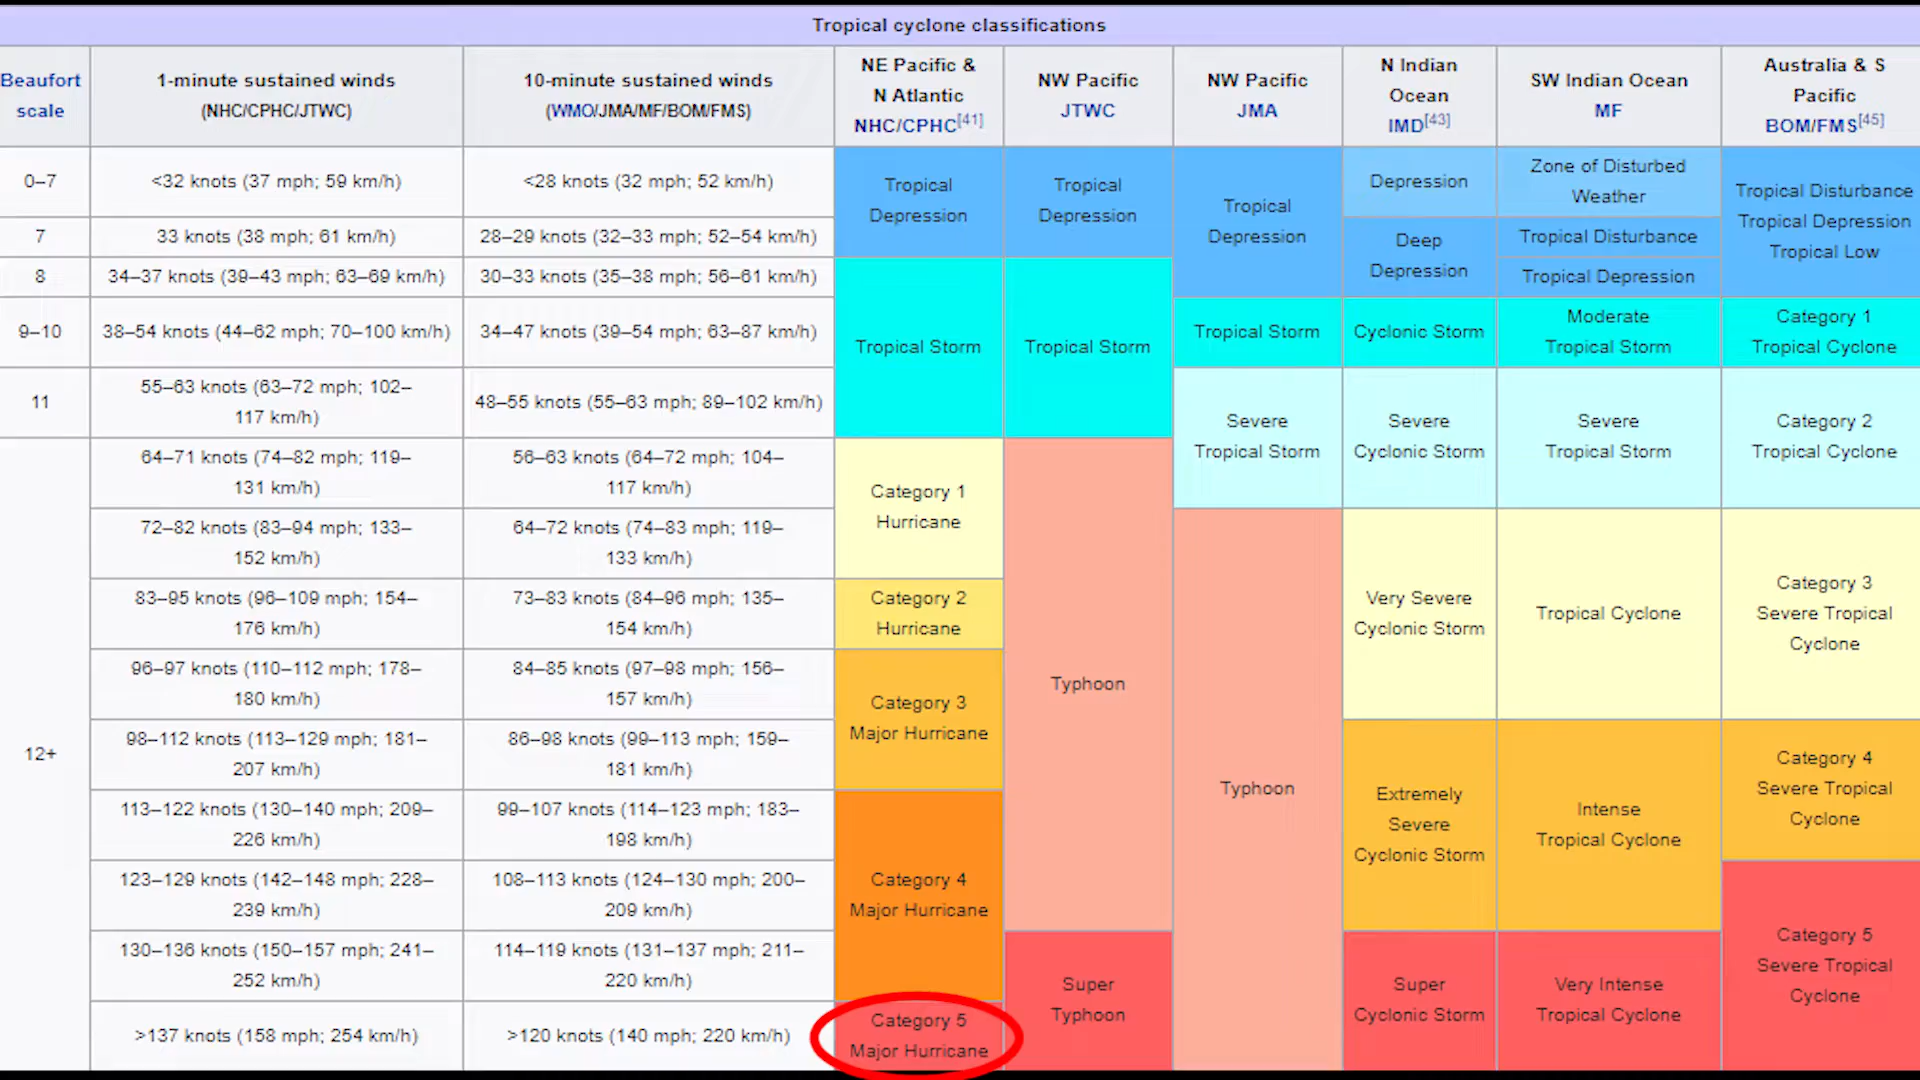 Tropical cyclone classifications
Beaufort
scale
1-minute sustained winds
(NHC/CPHC/JTWC)
10-minute sustained winds
(WMO/JMA/MF/BOM/FMS)
NE Pacific &
N Atlantic
NHC/CPHC[41]
NW Pacific
JTWC
NW Pacific
JMA
N Indian
Ocean
IMD[43]
SW Indian Ocean
MF
Australia & S
Pacific
BOM/FMS[45]
0–7
<32 knots (37 mph; 59 km/h)
<28 knots (32 mph; 52 km/h)
Tropical
Depression
Tropical
Depression
Tropical
Depression
Depression
Zone of Disturbed
Weather
Tropical Disturbance
Tropical Depression
Tropical Low
7
33 knots (38 mph; 61 km/h)
28–29 knots (32–33 mph; 52–54 km/h)
Deep
Depression
Tropical Disturbance
8
34–37 knots (39–43 mph; 63–69 km/h)
30–33 knots (35–38 mph; 56–61 km/h)
Tropical Storm
Tropical Storm
Tropical Depression
9–10
38–54 knots (44–62 mph; 70–100 km/h)
34–47 knots (39–54 mph; 63–87 km/h)
Tropical Storm
Cyclonic Storm
Moderate
Tropical Storm
Category 1
Tropical Cyclone
11
55–63 knots (63–72 mph; 102–
117 km/h)
48–55 knots (55–63 mph; 89–102 km/h)
Severe
Tropical Storm
Severe
Cyclonic Storm
Severe
Tropical Storm
Category 2
Tropical Cyclone
12+
64–71 knots (74–82 mph; 119–
131 km/h)
56–63 knots (64–72 mph; 104–
117 km/h)
Category 1
Hurricane
Typhoon
72–82 knots (83–94 mph; 133–
152 km/h)
64–72 knots (74–83 mph; 119–
133 km/h)
Typhoon
Very Severe
Cyclonic Storm
Tropical Cyclone
Category 3
Severe Tropical
Cyclone
83–95 knots (96–109 mph; 154–
176 km/h)
73–83 knots (84–96 mph; 135–
154 km/h)
Category 2
Hurricane
96–97 knots (110–112 mph; 178–
180 km/h)
84–85 knots (97–98 mph; 156–
157 km/h)
Category 3
Major Hurricane
98–112 knots (113–129 mph; 181–
207 km/h)
86–98 knots (99–113 mph; 159–
181 km/h)
Extremely
Severe
Cyclonic Storm
Intense
Tropical Cyclone
Category 4
Severe Tropical
Cyclone
113–122 knots (130–140 mph; 209–
226 km/h)
99–107 knots (114–123 mph; 183–
198 km/h)
Category 4
Major Hurricane
123–129 knots (142–148 mph; 228–
239 km/h)
108–113 knots (124–130 mph; 200–
209 km/h)
Category 5
Severe Tropical
Cyclone
130–136 knots (150–157 mph; 241–
252 km/h)
114–119 knots (131–137 mph; 211–
220 km/h)
Super
Typhoon
Super
Cyclonic Storm
Very Intense
Tropical Cyclone
>137 knots (158 mph; 254 km/h)
>120 knots (140 mph; 220 km/h)
Category 5
Major Hurricane